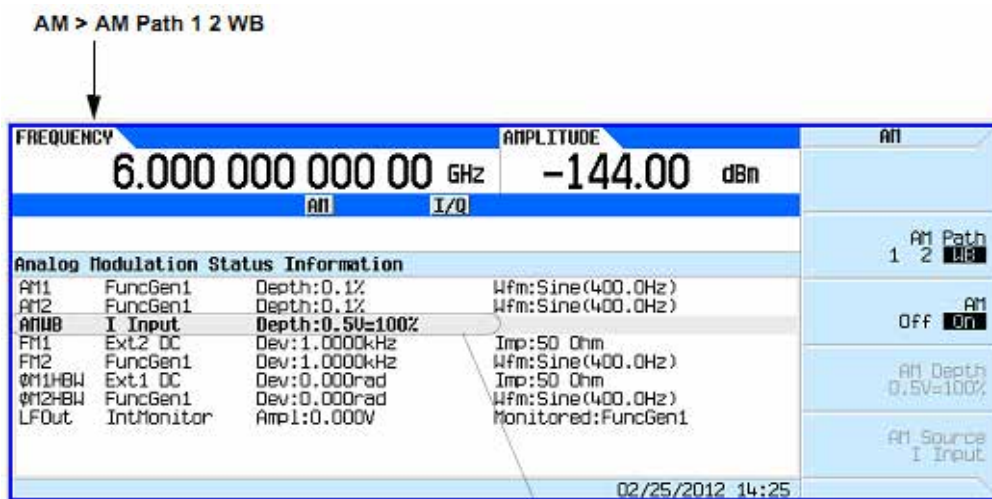 AM > AM Path 1 2 WB
FREQUENCY
6.000 000 000 00 GHz
AMPLITUDE
-144.00 dBm
AM
I/Q
Analog Modulation Status Information
AM1 FuncGen1 Depth:0.1% Wfm:Sine(400.0Hz)
AM2 FuncGen1 Depth:0.1% Wfm:Sine(400.0Hz)
AMWB I Input Depth:0.5V=100%
FM1 Ext2 DC Dev:1.0000kHz Imp:50 Ohm
FM2 FuncGen1 Dev:1.0000kHz Wfm:Sine(400.0Hz)
ΦM1HBW Ext1 DC Dev:0.000rad Imp:50 Ohm
ΦM2HBW FuncGen1 Dev:0.000rad Wfm:Sine(400.0Hz)
LFOut IntMonitor Ampl:0.000V Monitored:FuncGen1
02/25/2012 14:25
AM
AM Path
1 2 WB
AM
Off On
AM Depth
0.5V=100%
AM Source
I Input